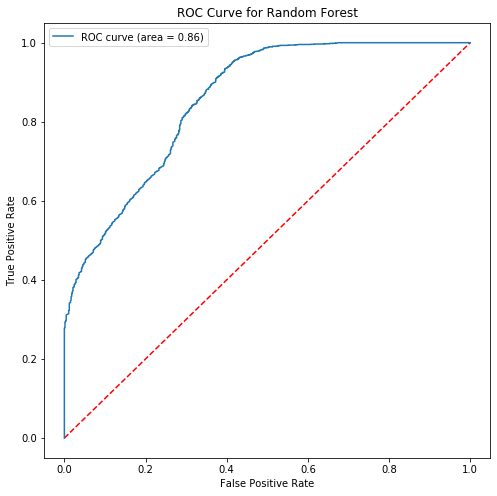 ROC Curve for Random Forest
ROC curve (area = 0.86)
True Positive Rate
1.0
0.8
0.6
0.4
0.2
0.0
0.0 0.2 0.4 0.6 0.8 1.0
False Positive Rate